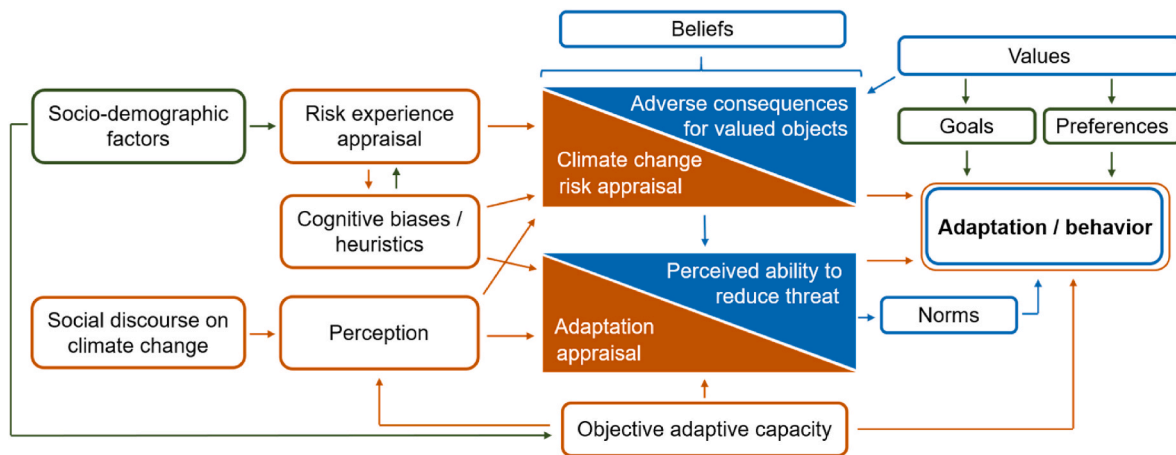 Beliefs
Values
Socio-demographic
factors
Risk experience
appraisal
Adverse consequences
for valued objects
Climate change
risk appraisal
Goals
Preferences
Cognitive biases /
heuristics
Adaptation / behavior
Social discourse on
climate change
Perception
Perceived ability to
reduce threat
Adaptation
appraisal
Norms
Objective adaptive capacity